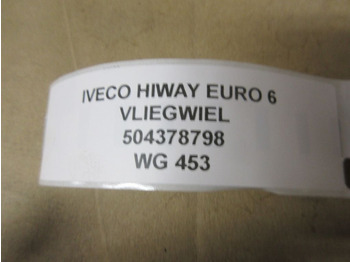 IVECO HIWAY EURO 6
VLIEGWIEL
504378798
WG 453